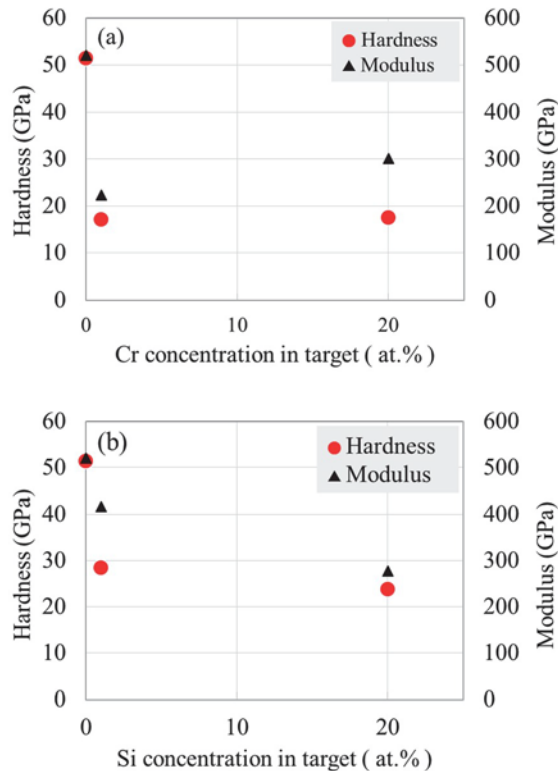 (a)
Hardness
Modulus
60
50
40
30
20
10
0
Hardness (GPa)
600
500
400
300
200
100
0
Modulus (GPa)
0
10
20
Cr concentration in target ( at.% )
(b)
Hardness
Modulus
60
50
40
30
20
10
0
Hardness (GPa)
600
500
400
300
200
100
0
Modulus (GPa)
0
10
20
Si concentration in target ( at.% )